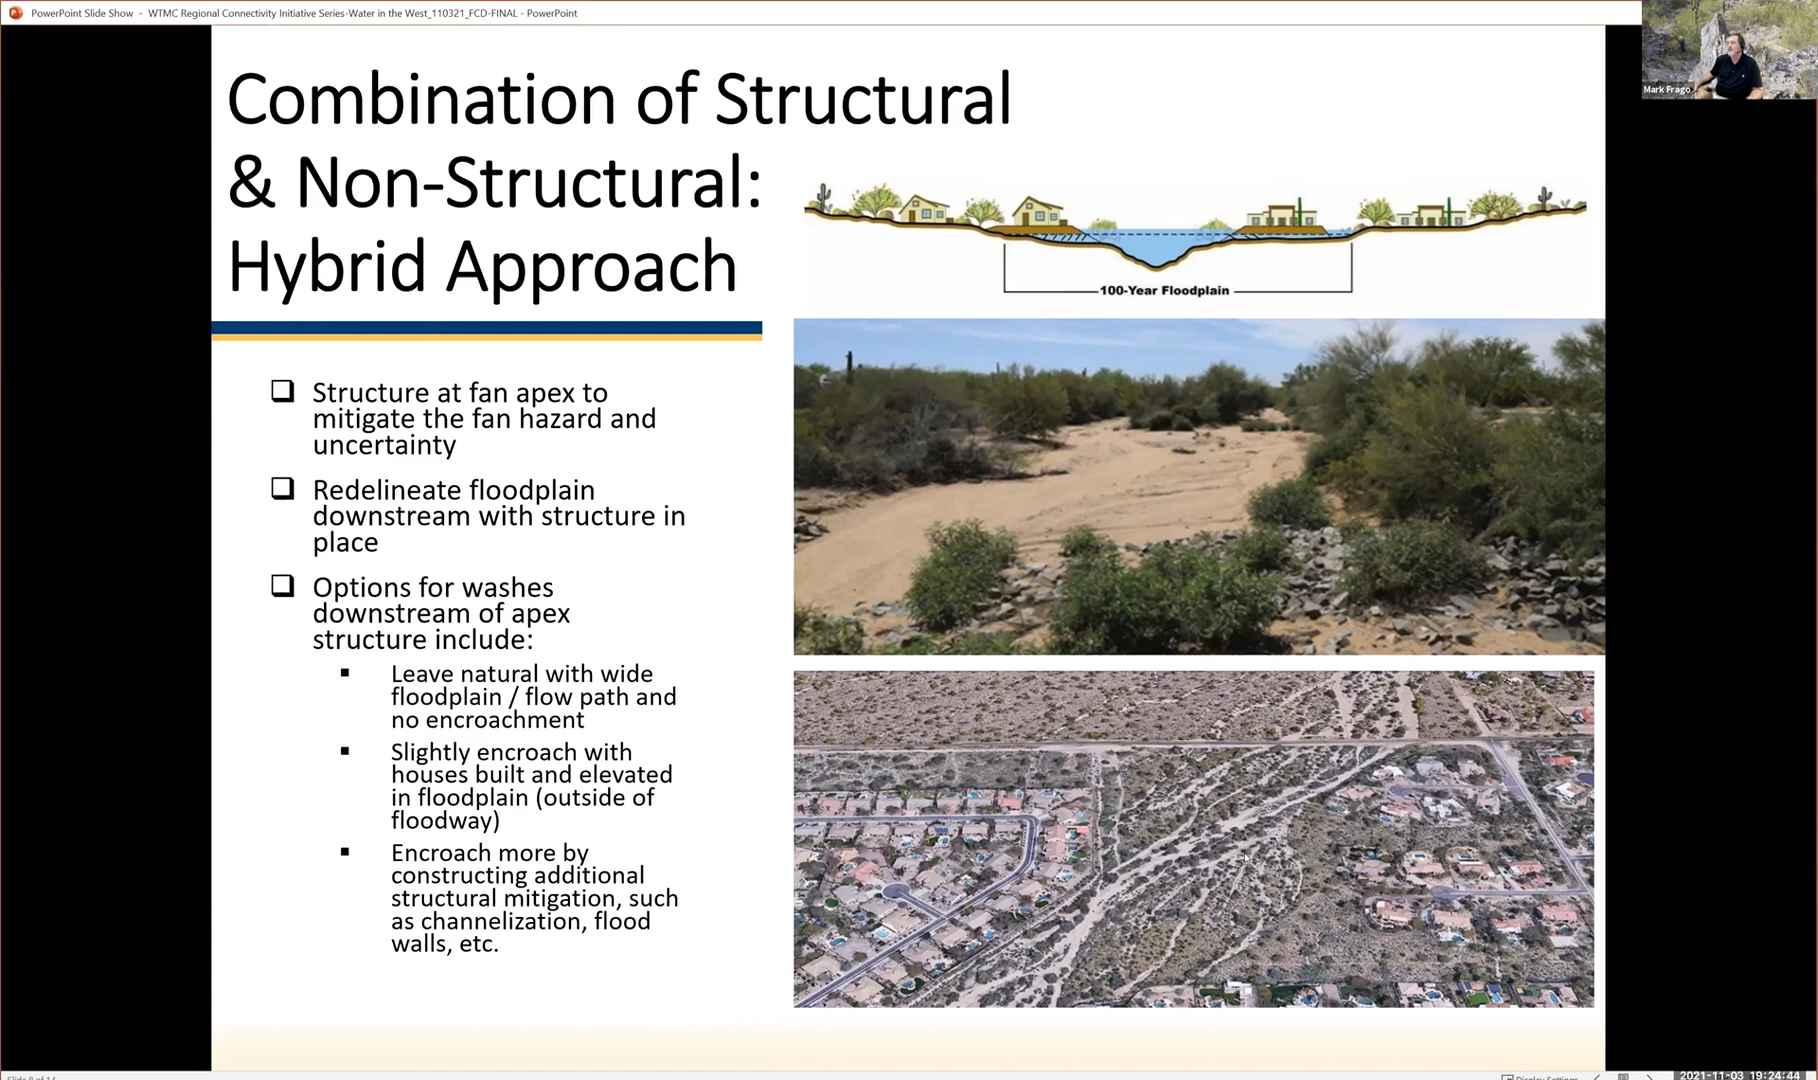 PowerPoint Slide Show - WTMC Regional Connectivity Initiative Series-Water in the West_110321_FCD-FINAL - PowerPoint
Mark Frago
Combination of Structural
& Non-Structural:
Hybrid Approach
100-Year Floodplain
❑ Structure at fan apex to
mitigate the fan hazard and
uncertainty
❑ Redelineate floodplain
downstream with structure in
place
❑ Options for washes
downstream of apex
structure include:
▪ Leave natural with wide
floodplain / flow path and
no encroachment
▪ Slightly encroach with
houses built and elevated
in floodplain (outside of
floodway)
▪ Encroach more by
constructing additional
structural mitigation, such
as channelization, flood
walls, etc.
Slide 8 of 14
Display Settings
2021-11-03 19:24:44